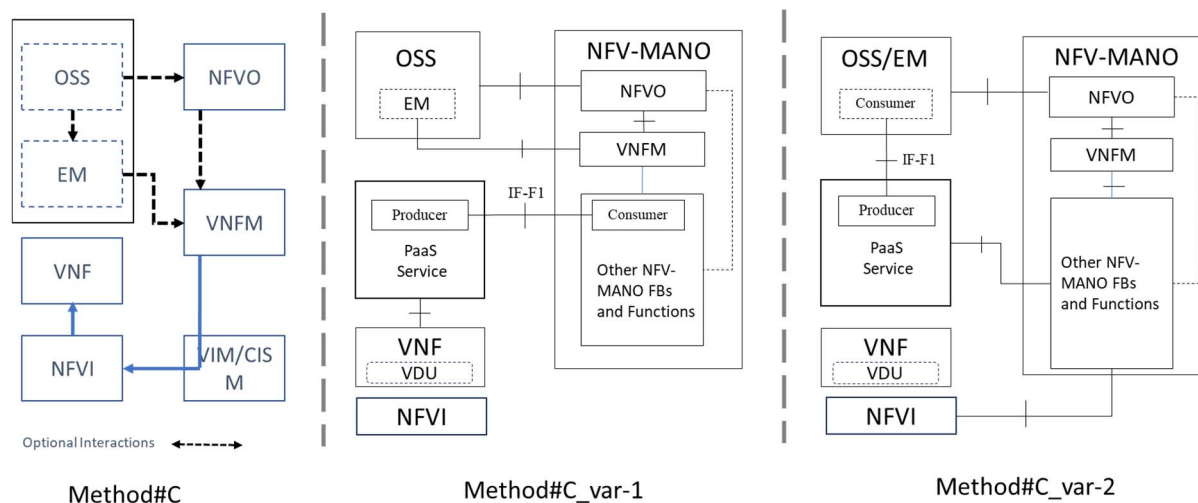 OSS
NFVO
EM
VNFM
VNF
NFVI
VIM/CIS
M
Optional Interactions
Method#C
OSS
EM
NFV-MANO
NFVO
VNFM
IF-F1
Producer
PaaS
Service
Consumer
Other NFV-
MANO FBs
and Functions
VNF
VDU
NFVI
Method#C_var-1
OSS/EM
Consumer
NFV-MANO
NFVO
VNFM
IF-F1
Producer
PaaS
Service
Other NFV-
MANO FBs
and Functions
VNF
VDU
NFVI
Method#C_var-2